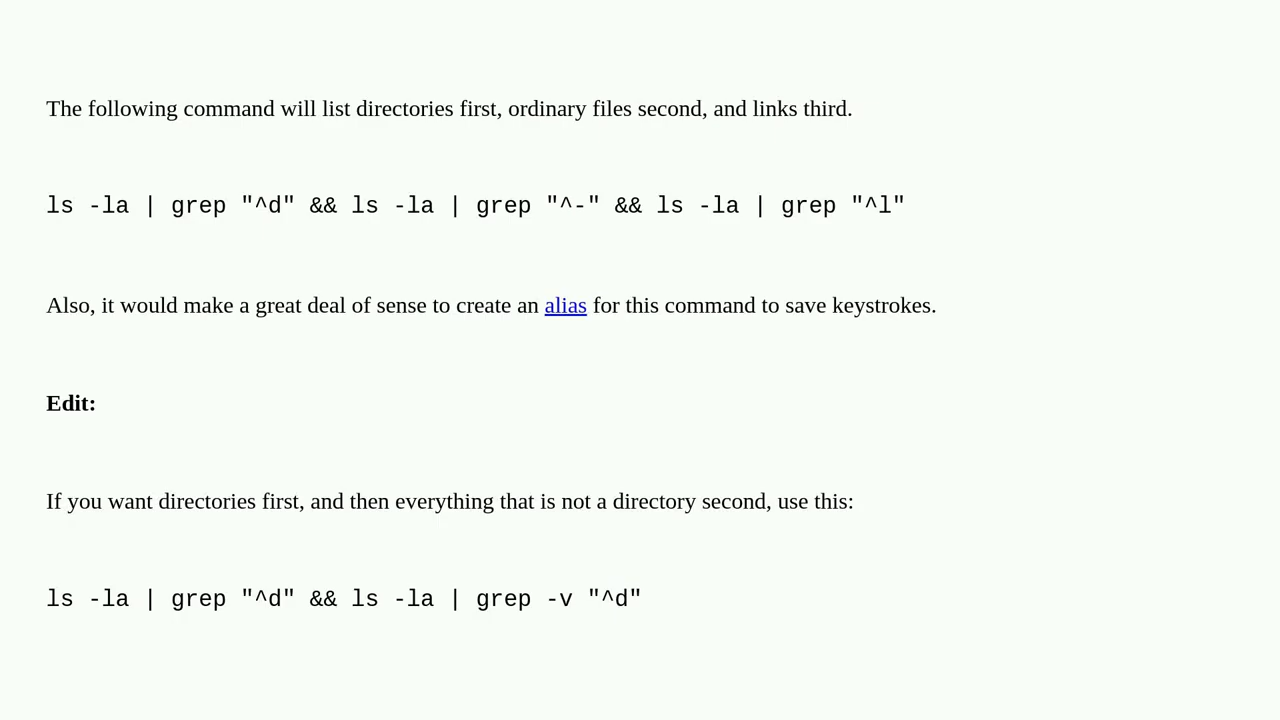 The following command will list directories first, ordinary files second, and links third.
ls -la | grep "^d" && ls -la | grep "^-" && ls -la | grep "^l"
Also, it would make a great deal of sense to create an alias for this command to save keystrokes.
Edit:
If you want directories first, and then everything that is not a directory second, use this:
ls -la | grep "^d" && ls -la | grep -v "^d"